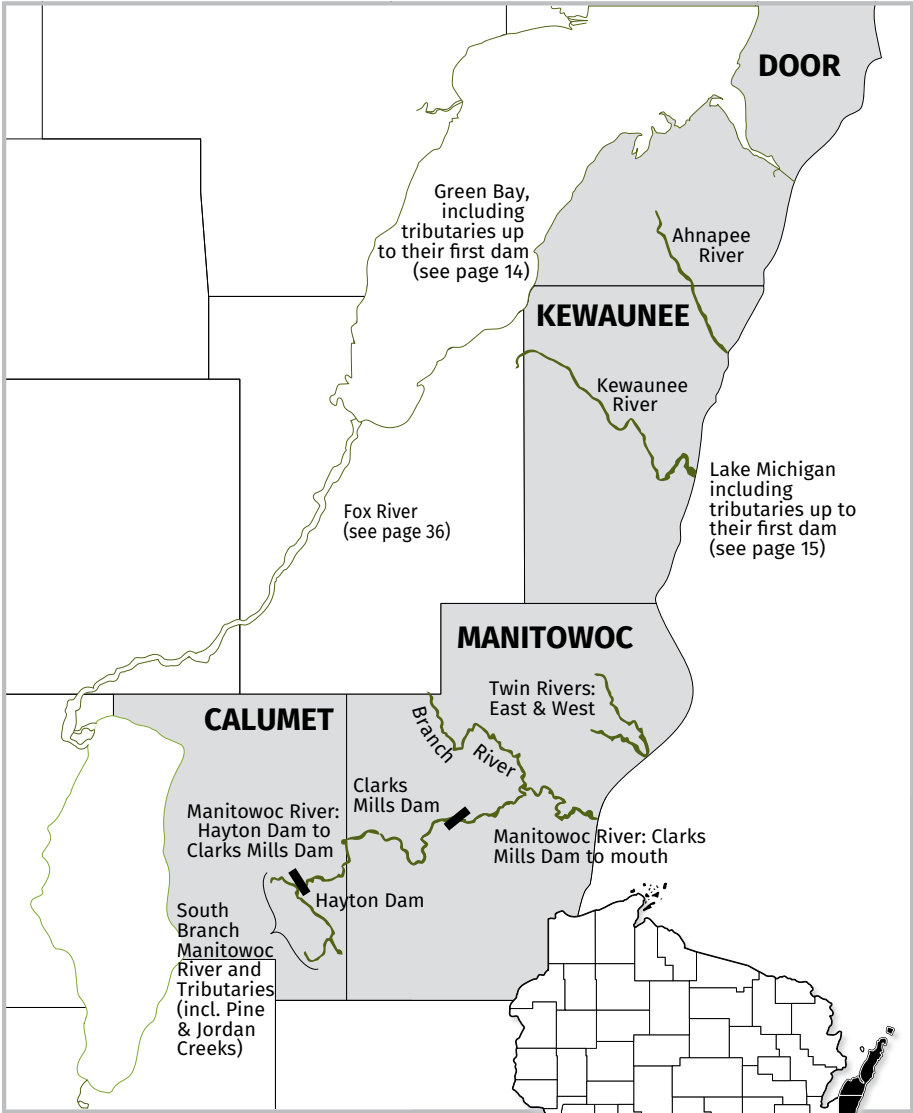 DOOR
Green Bay,
including
tributaries up
to their first dam
(see page 14)
Ahnapee
River
KEWAUNEE
Kewaunee
River
Lake Michigan
including
tributaries up to
their first dam
(see page 15)
Fox River
(see page 36)
MANITOWOC
Twin Rivers:
East & West
CALUMET
Branch
River
Clarks
Mills Dam
Manitowoc River:
Hayton Dam to
Clarks Mills Dam
Manitowoc River: Clarks
Mills Dam to mouth
Hayton Dam
South
Branch
Manitowoc
River and
Tributaries
(incl. Pine
& Jordan
Creeks)